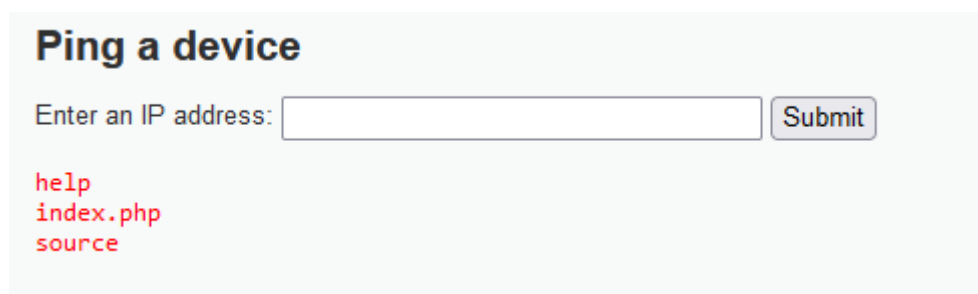 Ping a device
Enter an IP address: Submit
help
index.php
source